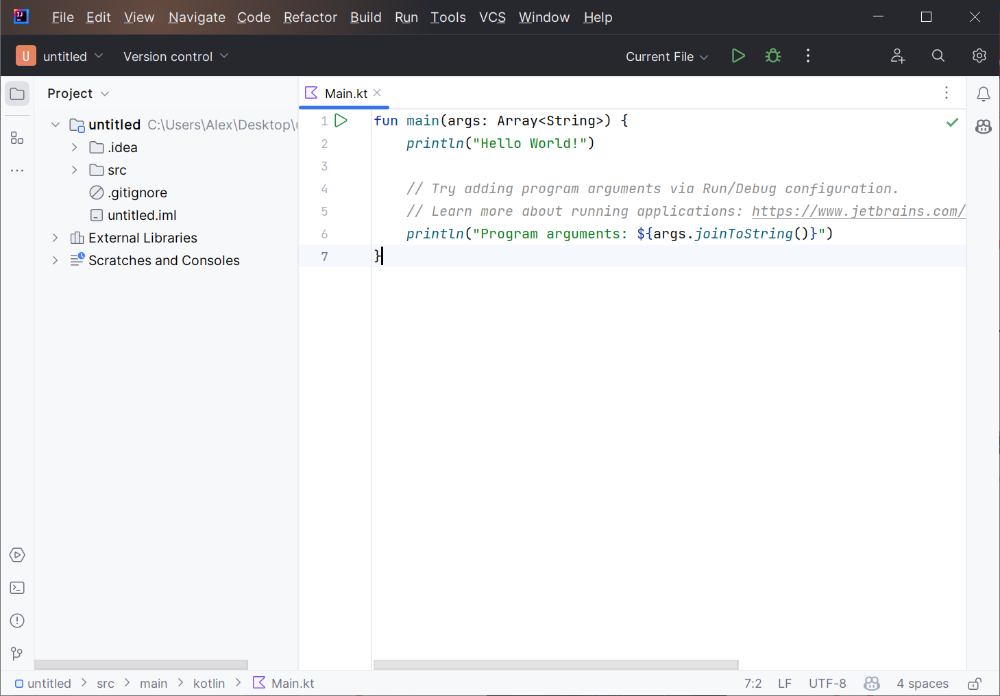 File Edit View Navigate Code Refactor Build Run Tools VCS Window Help
U untitled Version control Current File
Project
Main.kt
untitled C:\Users\Alex\Desktop\
.idea
src
.gitignore
untitled.iml
External Libraries
Scratches and Consoles
1 fun main(args: Array<String>) {
2 println("Hello World!")
3
4 // Try adding program arguments via Run/Debug configuration.
5 // Learn more about running applications: https://www.jetbrains.com/
6 println("Program arguments: ${args.joinToString()}")
7 }
untitled > src > main > kotlin > Main.kt
7:2 LF UTF-8 4 spaces